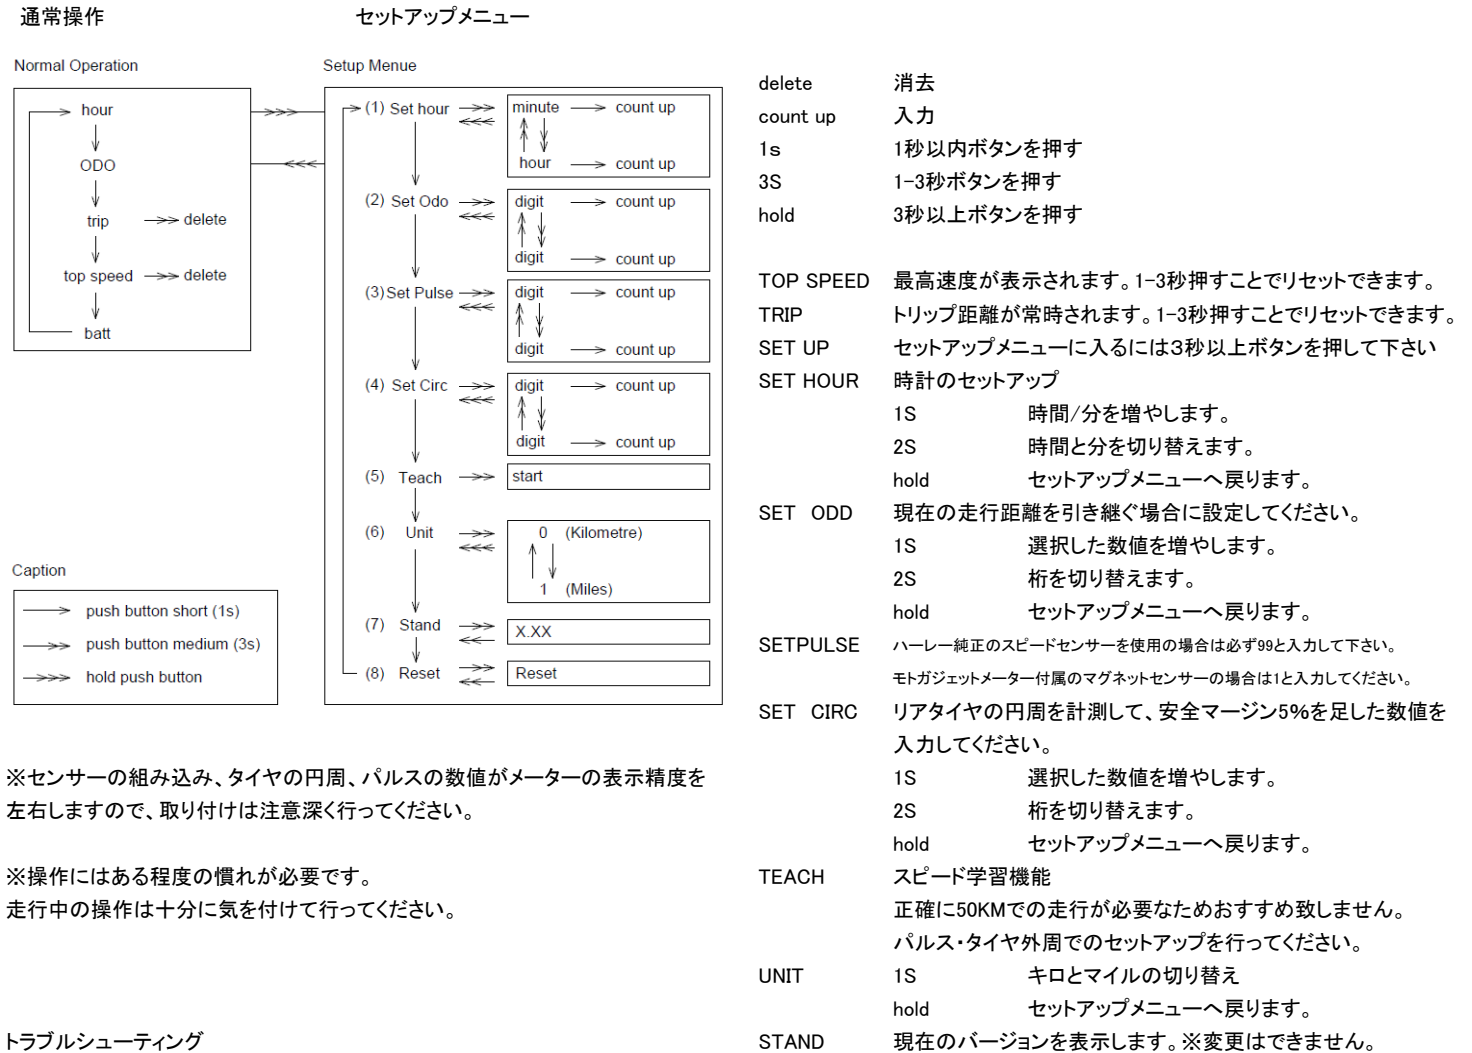 通常操作
セットアップメニュー
Normal Operation
hour
ODO
trip
delete
top speed
delete
batt
Setup Menue
(1) Set hour
minute
count up
hour
count up
(2) Set Odo
digit
count up
digit
count up
(3) Set Pulse
digit
count up
digit
count up
(4) Set Circ
digit
count up
digit
count up
(5) Teach
start
(6) Unit
0 (Kilometre)
1 (Miles)
(7) Stand
X.XX
(8) Reset
Reset
Caption
push button short (1s)
push button medium (3s)
hold push button
※センサーの組み込み、タイヤの円周、パルスの数値がメーターの表示精度を
左右しますので、取り付けは注意深く行ってください。
※操作にはある程度の慣れが必要です。
走行中の操作は十分に気を付けて行ってください。
トラブルシューティング
delete 消去
count up 入力
1s 1秒以内ボタンを押す
3S 1-3秒ボタンを押す
hold 3秒以上ボタンを押す
TOP SPEED 最高速度が表示されます。1-3秒押すことでリセットできます。
TRIP トリップ距離が常時されます。1-3秒押すことでリセットできます。
SET UP セットアップメニューに入るには3秒以上ボタンを押して下さい
SET HOUR 時計のセットアップ
1S 時間/分を増やします。
2S 時間と分を切り替えます。
hold セットアップメニューへ戻ります。
SET ODD 現在の走行距離を引き継ぐ場合に設定してください。
1S 選択した数値を増やします。
2S 桁を切り替えます。
hold セットアップメニューへ戻ります。
SETPULSE ハーレー純正のスピードセンサーを使用の場合は必ず99と入力して下さい。
モトガジェットメーター付属のマグネットセンサーの場合は1と入力してください。
SET CIRC リアタイヤの円周を計測して、安全マージン5%を足した数値を
入力してください。
1S 選択した数値を増やします。
2S 桁を切り替えます。
hold セットアップメニューへ戻ります。
TEACH スピード学習機能
正確に50KMでの走行が必要なためおすすめ致しません。
パルス・タイヤ外周でのセットアップを行ってください。
UNIT 1S キロとマイルの切り替え
hold セットアップメニューへ戻ります。
STAND 現在のバージョンを表示します。※変更はできません。